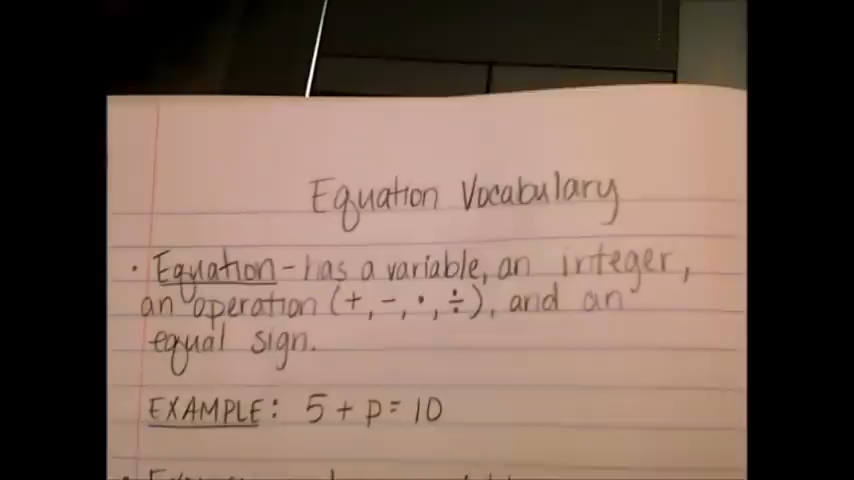 Equation Vocabulary
· Equation - has a variable, an integer,
an operation (+, -, ·, ÷), and an
equal sign.
EXAMPLE: 5 + p = 10